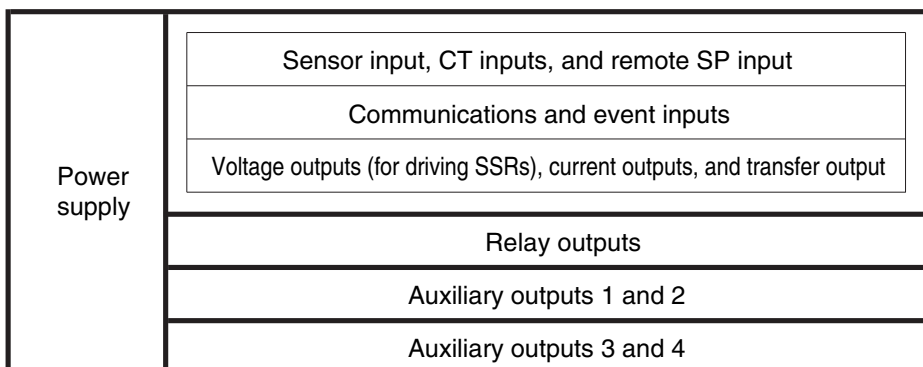 Power
supply
Sensor input, CT inputs, and remote SP input
Communications and event inputs
Voltage outputs (for driving SSRs), current outputs, and transfer output
Relay outputs
Auxiliary outputs 1 and 2
Auxiliary outputs 3 and 4